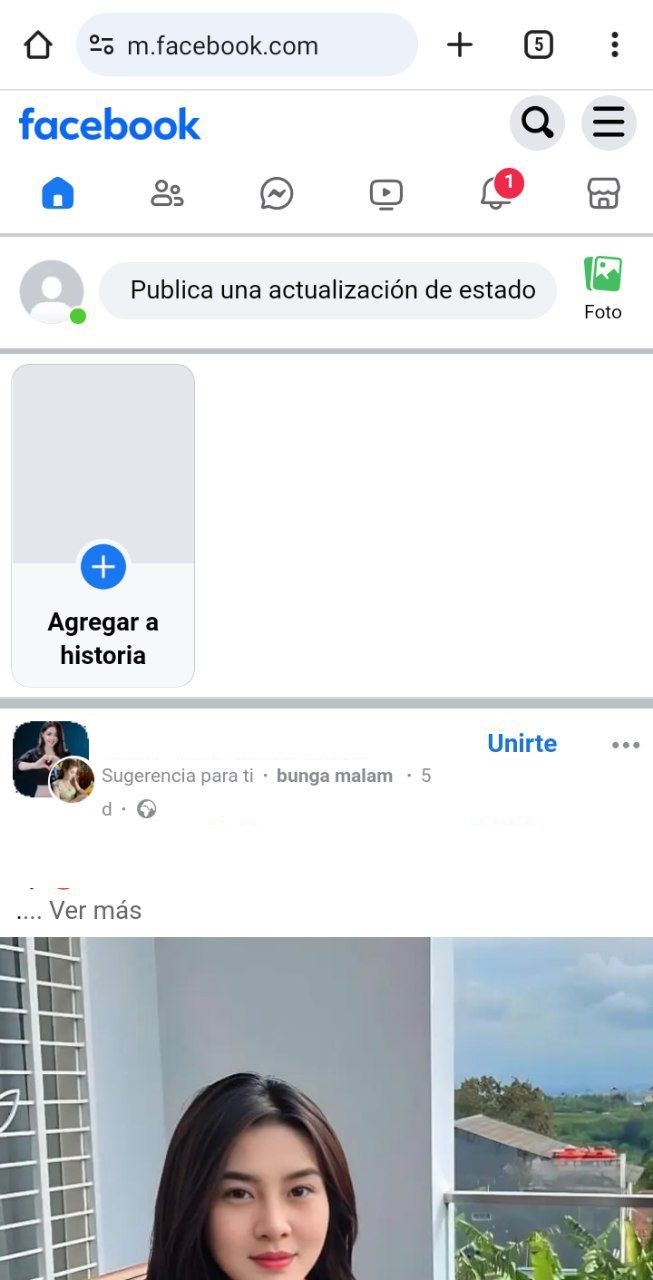 m.facebook.com
5
facebook
1
Publica una actualización de estado
Foto
Agregar a
historia
Unirte
Sugerencia para ti · bunga malam · 5
d ·
.... Ver más